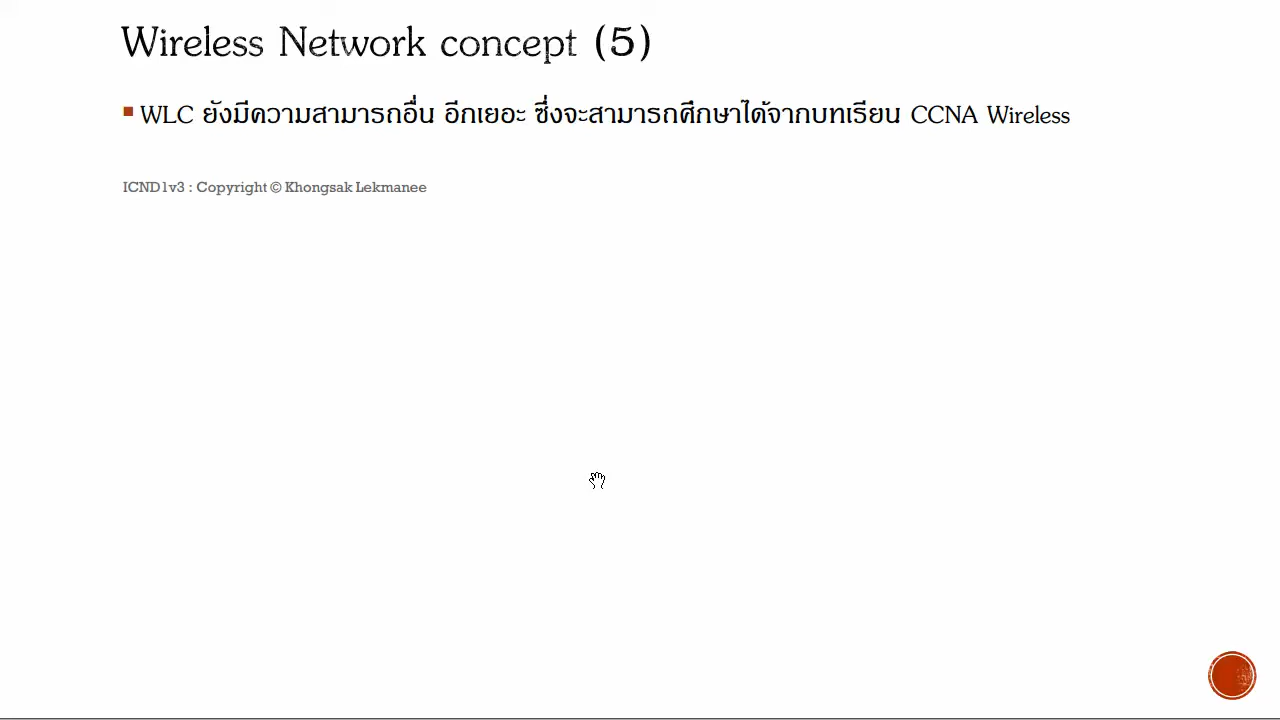 Wireless Network concept (5)
WLC ยังมีความสามารถอื่น อีกเยอะ ซึ่งจะสามารถศึกษาได้จากบทเรียน CCNA Wireless
ICND1v3 : Copyright © Khongsak Lekmanee